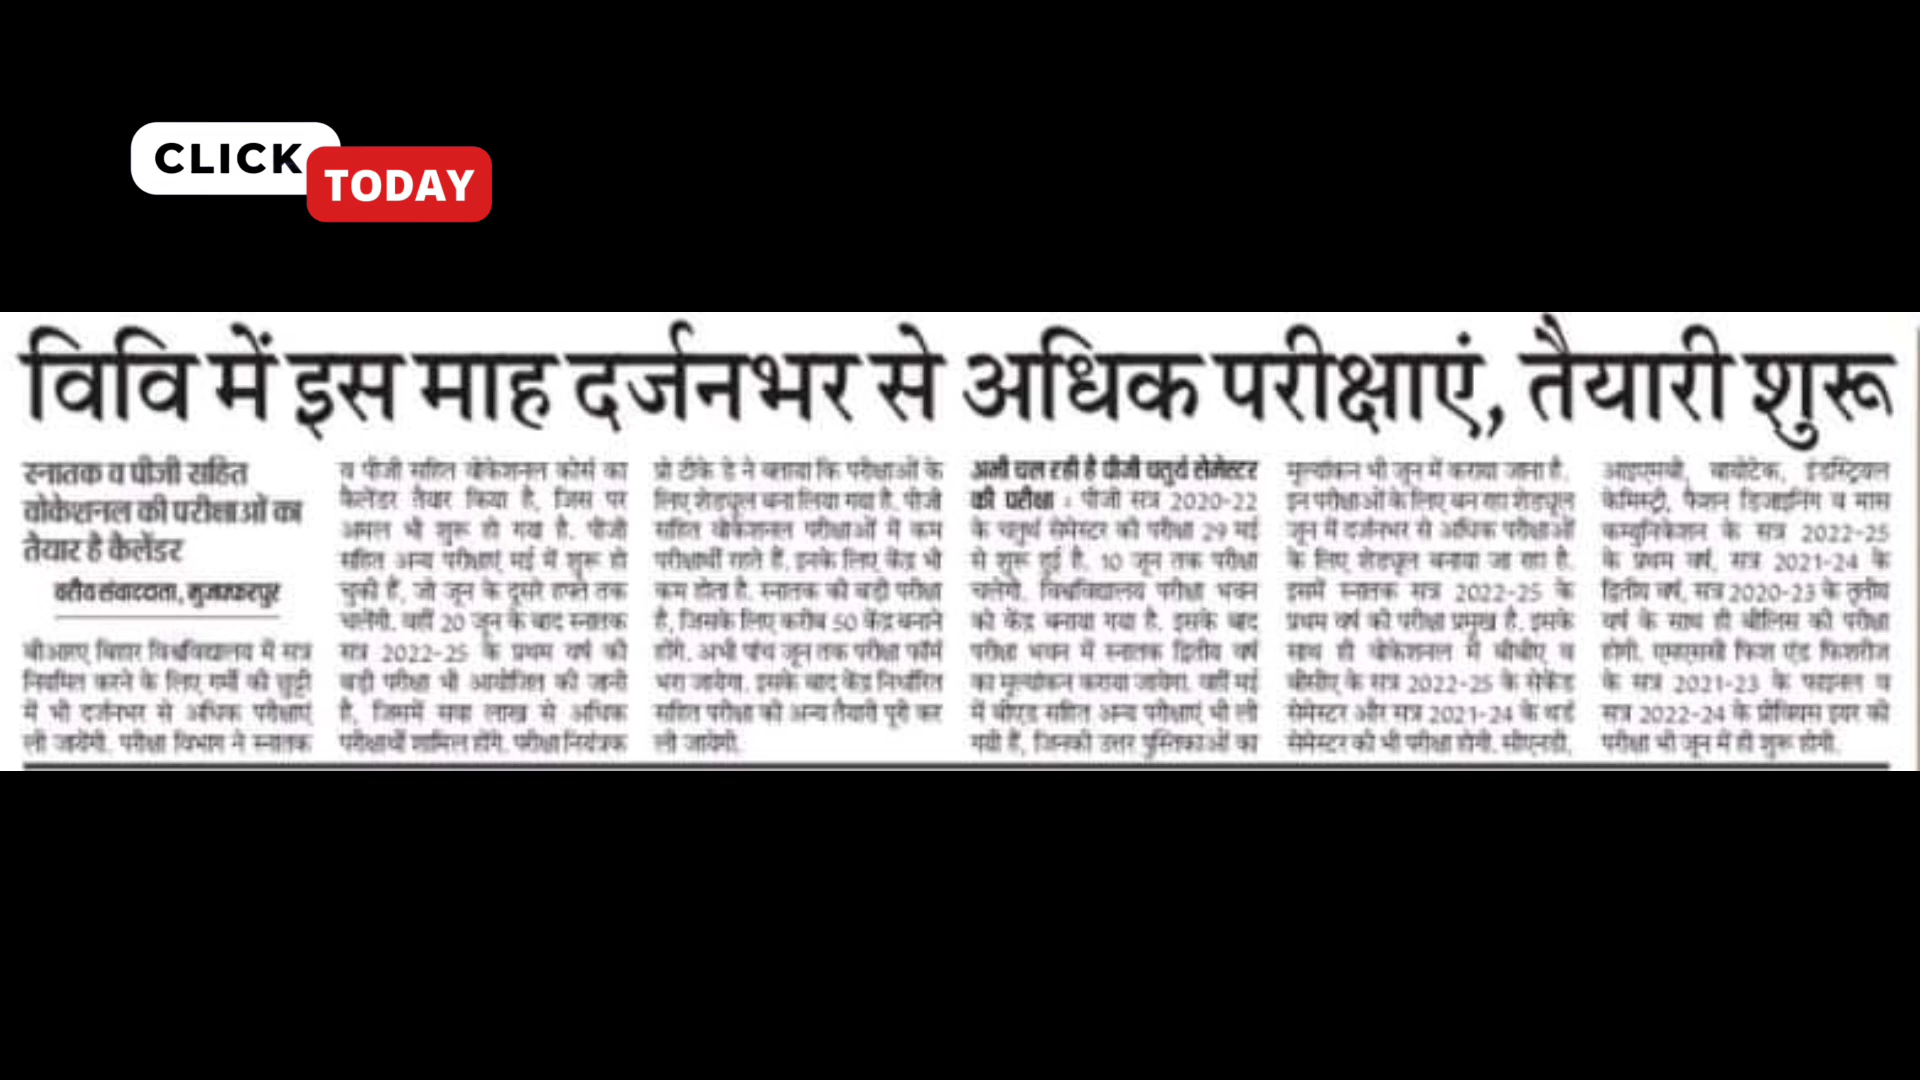 CLICK
TODAY
विवि में इस माह दर्जनभर से अधिक परीक्षाएं, तैयारी शुरू
स्नातक व पीजी सहित
वोकेशनल की परीक्षाओं का
तैयार है कैलेंडर
वरीय संवाददाता, मुजफ्फरपुर
बीआरए बिहार विश्वविद्यालय में सत्र
नियमित करने के लिए गर्मी की छुट्टी
में भी दर्जनभर से अधिक परीक्षाएं
ली जायेंगी. परीक्षा विभाग ने स्नातक
व पीजी सहित वोकेशनल कोर्स का
कैलेंडर तैयार किया है, जिस पर
अमल भी शुरू हो गया है. पीजी
सहित अन्य परीक्षाएं मई में शुरू हो
चुकी हैं, जो जून के दूसरे हफ्ते तक
चलेंगी. वहीं 20 जून के बाद स्नातक
सत्र 2022-25 के प्रथम वर्ष की
बड़ी परीक्षा भी आयोजित की जानी
है, जिसमें सवा लाख से अधिक
परीक्षार्थी शामिल होंगे. परीक्षा नियंत्रक
प्रो टीके डे ने बताया कि परीक्षाओं के
लिए शेड्यूल बना लिया गया है. पीजी
सहित वोकेशनल परीक्षाओं में कम
परीक्षार्थी रहते हैं, इनके लिए केंद्र भी
कम होता है. स्नातक की बड़ी परीक्षा
है, जिसके लिए करीब 50 केंद्र बनाने
होंगे. अभी पांच जून तक परीक्षा फॉर्म
भरा जायेगा. इसके बाद केंद्र निर्धारित
सहित परीक्षा की अन्य तैयारी पूरी कर
ली जायेगी.
अभी चल रही है पीजी चतुर्थ सेमेस्टर
की परीक्षा : पीजी सत्र 2020-22
के चतुर्थ सेमेस्टर की परीक्षा 29 मई
से शुरू हुई है. 10 जून तक परीक्षा
चलेगी. विश्वविद्यालय परीक्षा भवन
को केंद्र बनाया गया है. इसके बाद
परीक्षा भवन में स्नातक द्वितीय वर्ष
का मूल्यांकन कराया जायेगा. वहीं मई
में बीएड सहित अन्य परीक्षाएं भी ली
गयी हैं, जिनकी उत्तर पुस्तिकाओं का
मूल्यांकन भी जून में कराया जाना है.
इन परीक्षाओं के लिए बन रहा शेड्यूल
जून में दर्जनभर से अधिक परीक्षाओं
के लिए शेड्यूल बनाया जा रहा है.
इसमें स्नातक सत्र 2022-25 के
प्रथम वर्ष की परीक्षा प्रमुख है. इसके
साथ ही वोकेशनल में बीबीए व
बीसीए के सत्र 2022-25 के सेकेंड
सेमेस्टर और सत्र 2021-24 के थर्ड
सेमेस्टर की भी परीक्षा होगी. सीएनडी,
आइएमबी, बायोटेक, इंडस्ट्रियल
केमिस्ट्री, फैशन डिजाइनिंग व मास
कम्युनिकेशन के सत्र 2022-25
के प्रथम वर्ष, सत्र 2021-24 के
द्वितीय वर्ष, सत्र 2020-23 के तृतीय
वर्ष के साथ ही बीलिस की परीक्षा
होगी. एमएससी फिश एंड फिशरीज
के सत्र 2021-23 के फाइनल व
सत्र 2022-24 के प्रीवियस इयर की
परीक्षा भी जून में ही शुरू होगी.